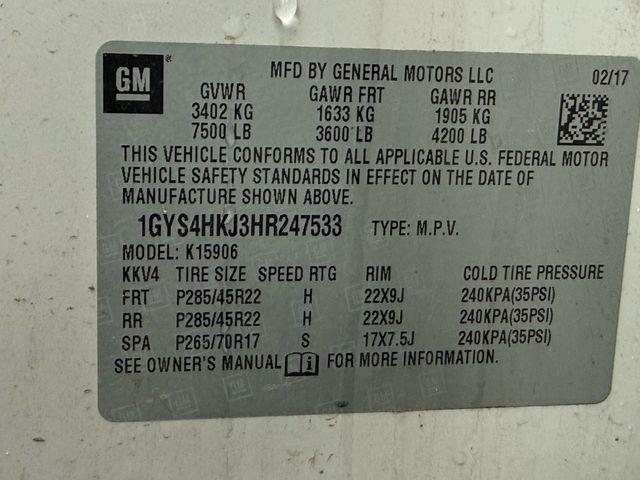 GM
MFD BY GENERAL MOTORS LLC 02/17
GVWR GAWR FRT GAWR RR
3402 KG 1633 KG 1905 KG
7500 LB 3600 LB 4200 LB
THIS VEHICLE CONFORMS TO ALL APPLICABLE U.S. FEDERAL MOTOR
VEHICLE SAFETY STANDARDS IN EFFECT ON THE DATE OF
MANUFACTURE SHOWN ABOVE.
1GYS4HKJ3HR247533 TYPE: M.P.V.
MODEL: K15906
KKV4 TIRE SIZE SPEED RTG RIM COLD TIRE PRESSURE
FRT P285/45R22 H 22X9J 240KPA(35PSI)
RR P285/45R22 H 22X9J 240KPA(35PSI)
SPA P265/70R17 S 17X7.5J 240KPA(35PSI)
SEE OWNER'S MANUAL FOR MORE INFORMATION.